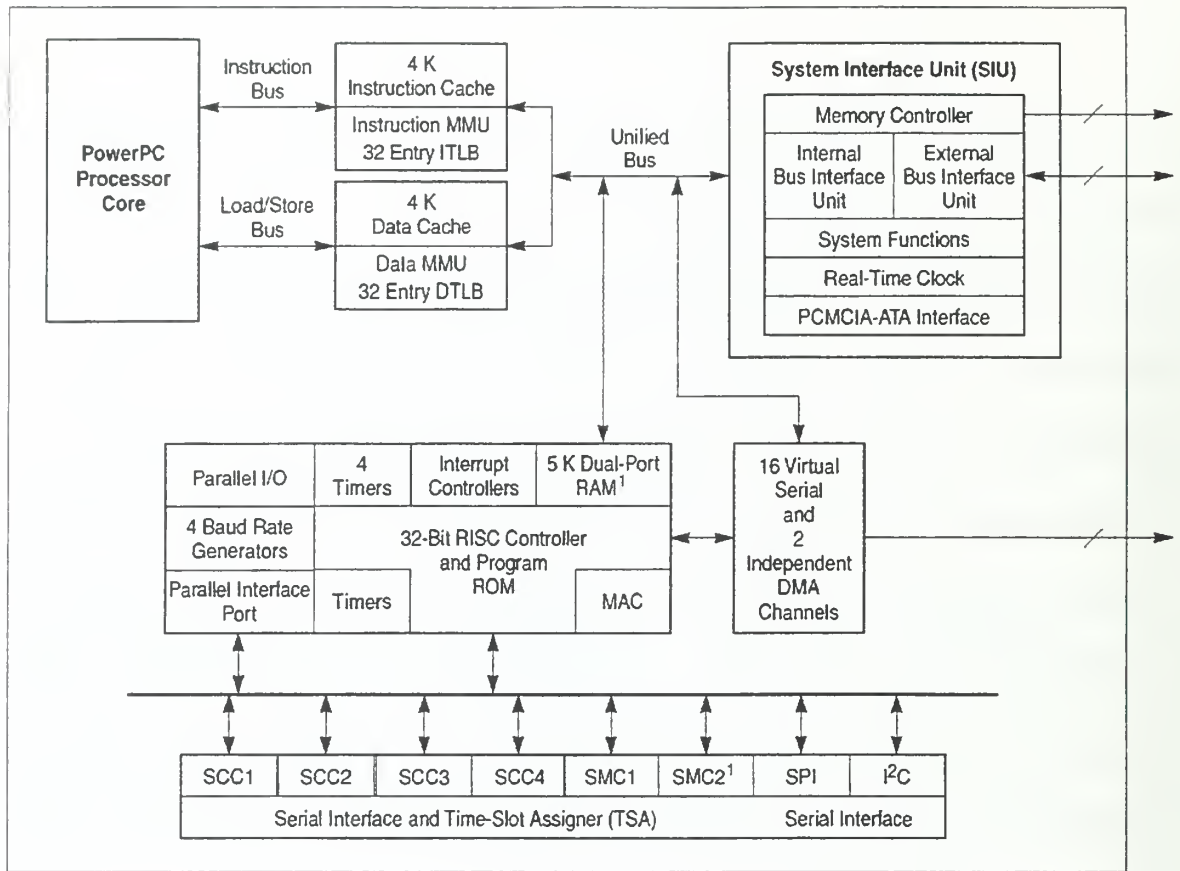 PowerPC
Processor
Core
Instruction
Bus
Load/Store
Bus
4 K
Instruction Cache
Instruction MMU
32 Entry ITLB
4 K
Data Cache
Data MMU
32 Entry DTLB
Unified
Bus
System Interface Unit (SIU)
Memory Controller
Internal
Bus Interface
Unit
External
Bus Interface
Unit
System Functions
Real-Time Clock
PCMCIA-ATA Interface
Parallel I/O
4
Timers
Interrupt
Controllers
5 K Dual-Port
RAM¹
4 Baud Rate
Generators
Parallel Interface
Port
Timers
32-Bit RISC Controller
and Program
ROM
MAC
16 Virtual
Serial
and
2
Independent
DMA
Channels
SCC1
SCC2
SCC3
SCC4
SMC1
SMC2¹
SPI
I²C
Serial Interface and Time-Slot Assigner (TSA)
Serial Interface